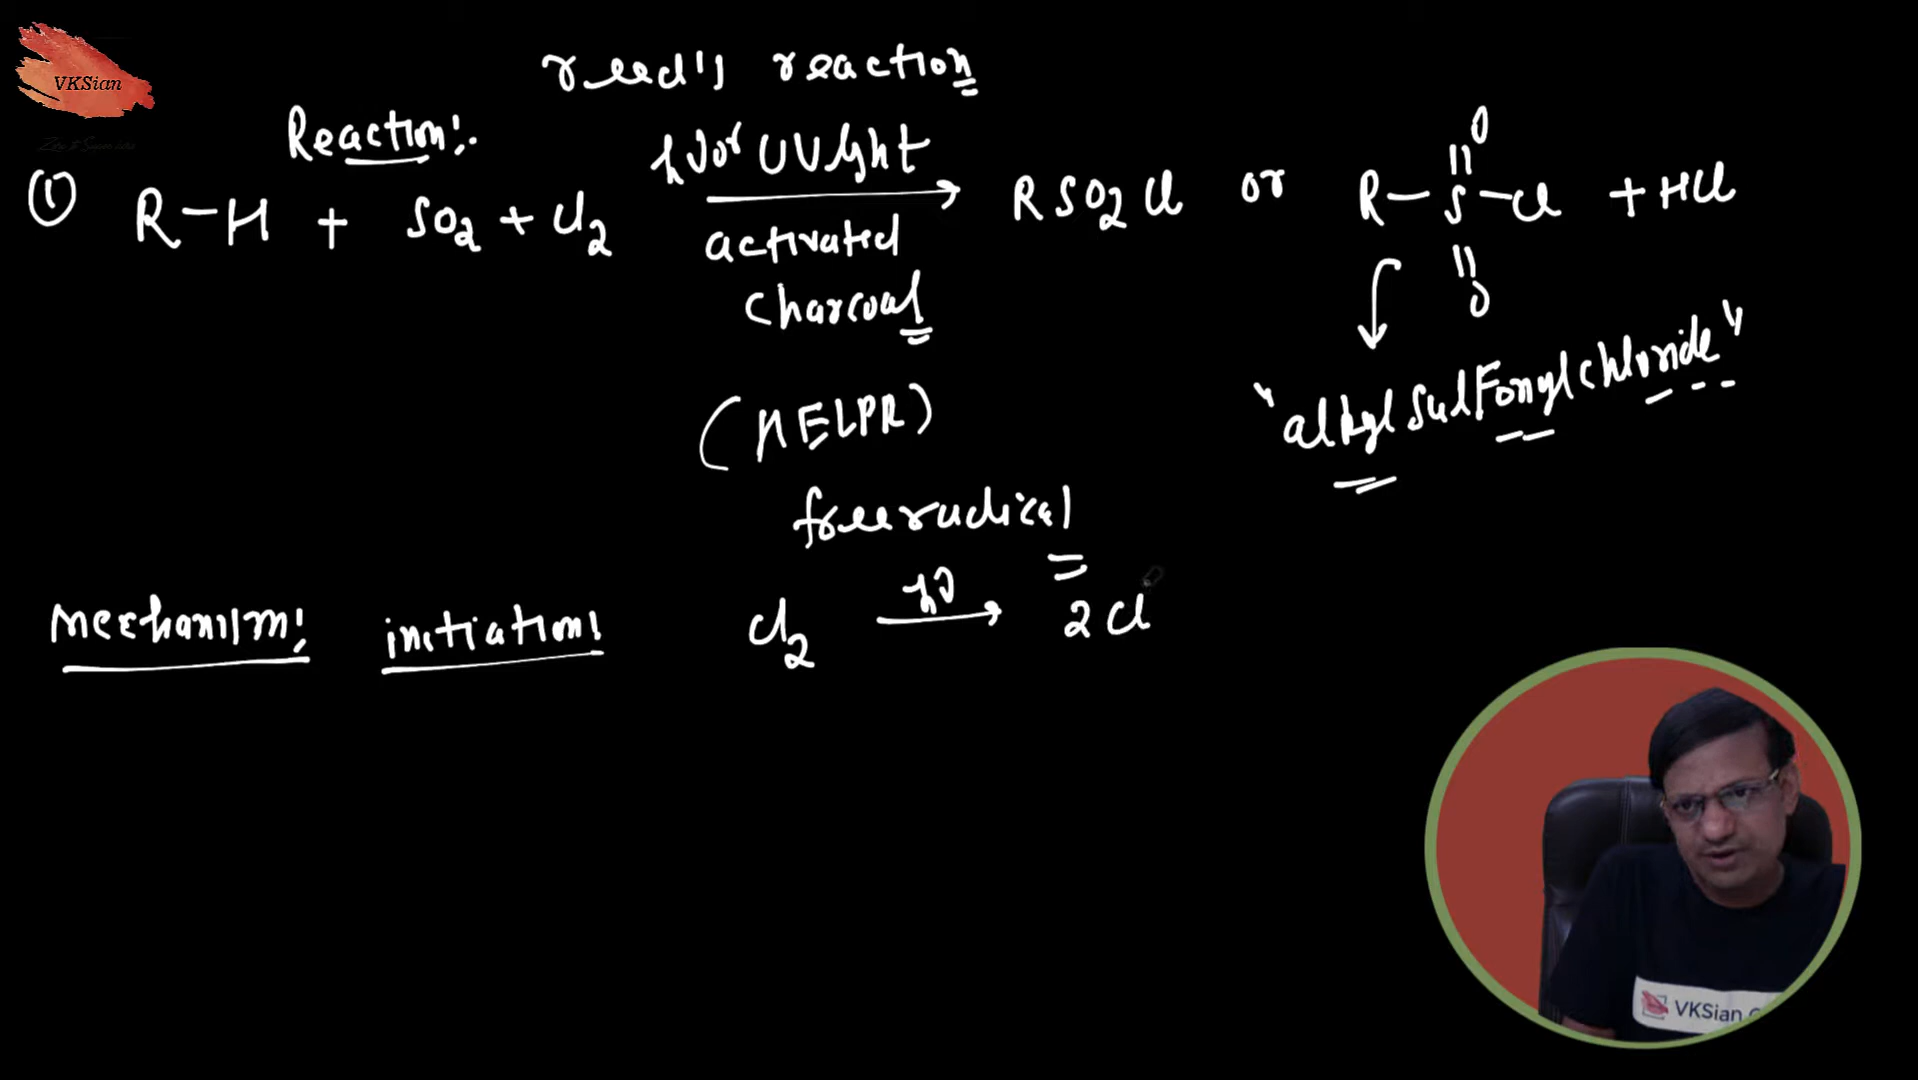 VKSian
reed's reaction
Reaction:
hν or UV light
① R-H + SO2 + Cl2 → RSO2Cl or R-S-Cl + HCl
O
O
activated
charcoal
"alkyl sulfonyl chloride"
(HELPR)
free radical
mechanism: initiation: Cl2 hν → 2Cl
VKSian.c